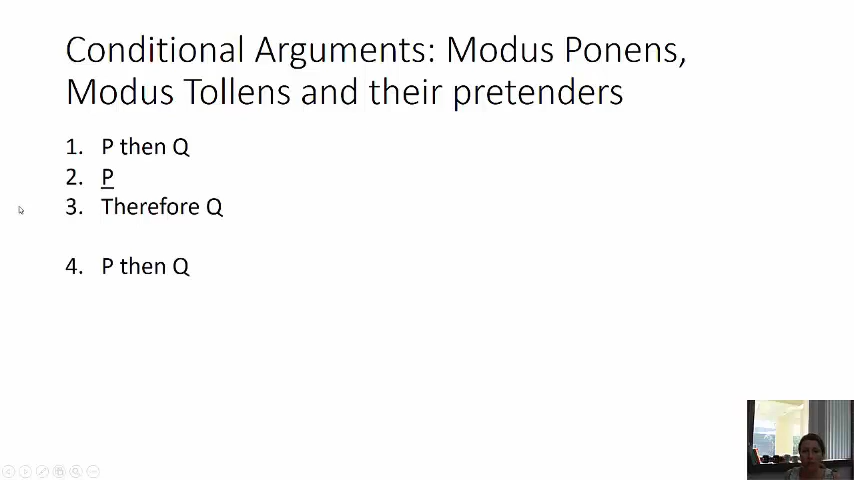 Conditional Arguments: Modus Ponens,
Modus Tollens and their pretenders
1. P then Q
2. P
3. Therefore Q
4. P then Q